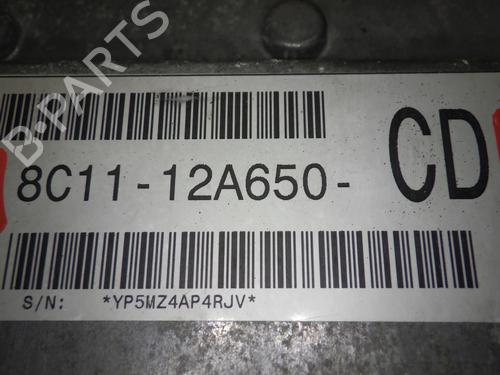 B-PARTS
8C11-12A650- CD
S/N: *YP5MZ4AP4RJV*